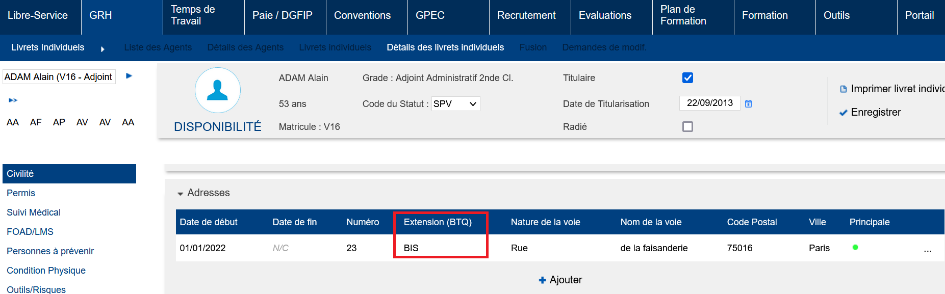 Libre-Service GRH Temps de Travail Paie / DGFIP Conventions GPEC Recrutement Evaluations Plan de Formation Formation Outils Portail
Livrets Individuels Liste des Agents Détails des Agents Livrets Individuels Détails des livrets Individuels Fusion Demandes de modif.
ADAM Alain (V16 - Adjoint
AA AF AP AV AV AA
DISPONIBILITÉ
ADAM Alain Grade : Adjoint Administratif 2nde Cl. Titulaire
53 ans Code du Statut : SPV Date de Titularisation 22/09/2013
Matricule : V16 Radié
Imprimer livret individ
Enregistrer
Civilité
Permis
Suivi Médical
FOAD/LMS
Personnes à prévenir
Condition Physique
Outils/Risques
Adresses
Date de début Date de fin Numéro Extension (BTQ) Nature de la voie Nom de la voie Code Postal Ville Principale
01/01/2022 N/C 23 BIS Rue de la faisanderie 75016 Paris ...
Ajouter